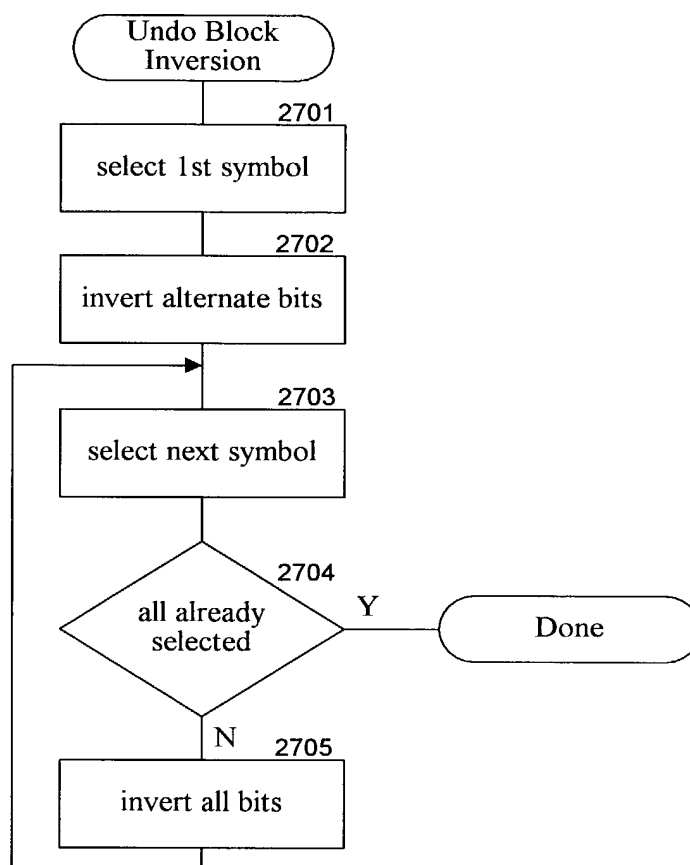 Undo Block
Inversion
2701
select 1st symbol
2702
invert alternate bits
2703
select next symbol
2704
all already
selected
Y
Done
N
2705
invert all bits